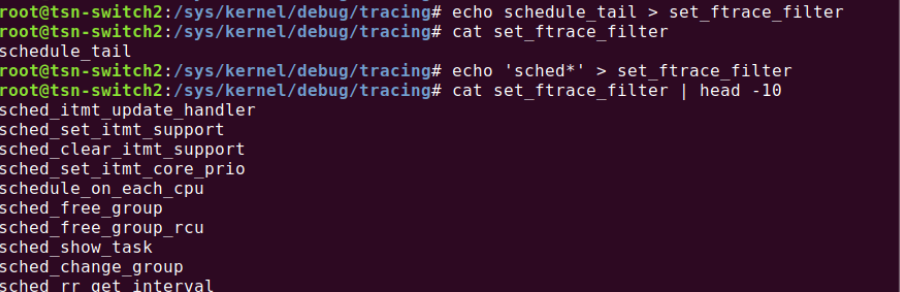 root@tsn-switch2:/sys/kernel/debug/tracing# echo schedule_tail > set_ftrace_filter
root@tsn-switch2:/sys/kernel/debug/tracing# cat set_ftrace_filter
schedule_tail
root@tsn-switch2:/sys/kernel/debug/tracing# echo 'sched*' > set_ftrace_filter
root@tsn-switch2:/sys/kernel/debug/tracing# cat set_ftrace_filter | head -10
sched_itmt_update_handler
sched_set_itmt_support
sched_clear_itmt_support
sched_set_itmt_core_prio
schedule_on_each_cpu
sched_free_group
sched_free_group_rcu
sched_show_task
sched_change_group
sched_rr_get_interval